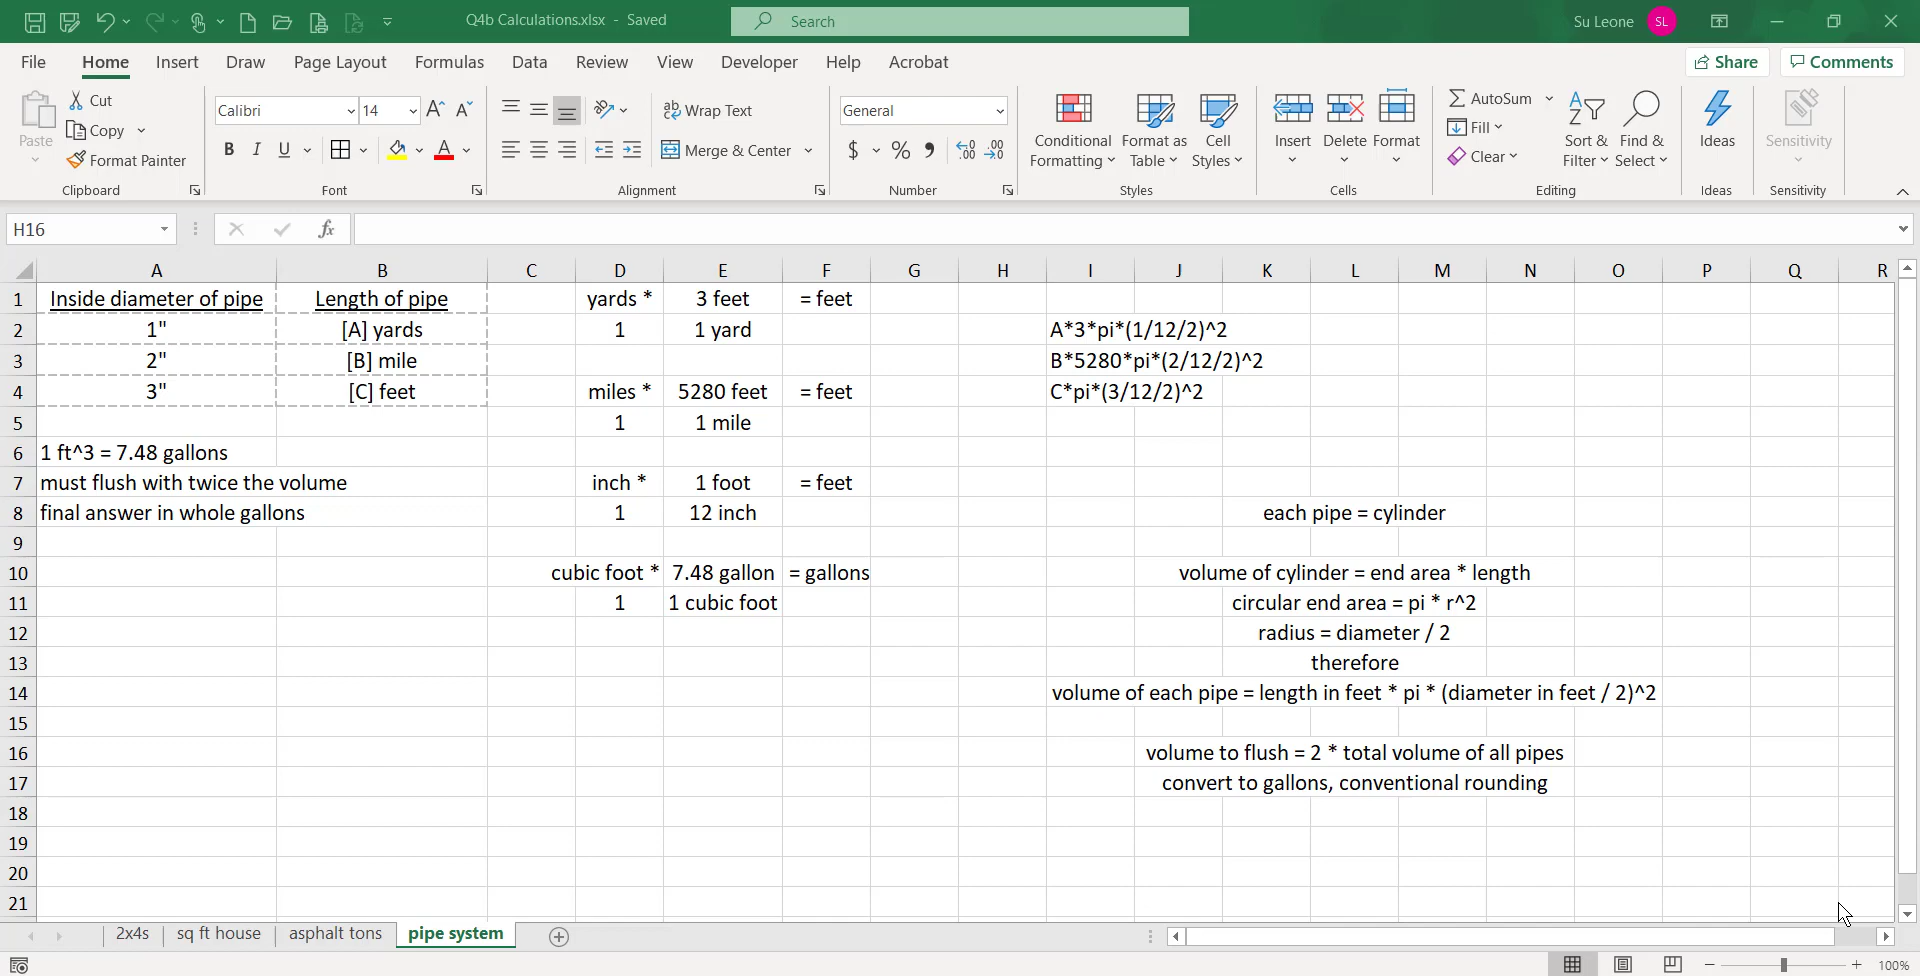 Q4b Calculations.xlsx - Saved
Search
Su Leone SL
File Home Insert Draw Page Layout Formulas Data Review View Developer Help Acrobat Share Comments
Paste Cut
Copy
Format Painter
Clipboard
Calibri 14 A A
B I U A
Font
ab Wrap Text
Merge & Center
Alignment
General
$ % 9 .00 .00
Number
Conditional Formatting
Format as Table
Cell Styles
Styles
Insert Delete Format
Cells
AutoSum
Fill
Clear
Sort & Filter
Find & Select
Editing
Ideas
Ideas
Sensitivity
Sensitivity
H16 fx
A B C D E F G H I J K L M N O P Q R
1 Inside diameter of pipe Length of pipe yards * 3 feet = feet
2 1" [A] yards 1 1 yard A*3*pi*(1/12/2)^2
3 2" [B] mile B*5280*pi*(2/12/2)^2
4 3" [C] feet miles * 5280 feet = feet C*pi*(3/12/2)^2
5 1 1 mile
6 1 ft^3 = 7.48 gallons
7 must flush with twice the volume inch * 1 foot = feet
8 final answer in whole gallons 1 12 inch each pipe = cylinder
9
10 cubic foot * 7.48 gallon = gallons volume of cylinder = end area * length
11 1 1 cubic foot circular end area = pi * r^2
12 radius = diameter / 2
13 therefore
14 volume of each pipe = length in feet * pi * (diameter in feet / 2)^2
15
16 volume to flush = 2 * total volume of all pipes
17 convert to gallons, conventional rounding
18
19
20
21
2x4s sq ft house asphalt tons pipe system
100%